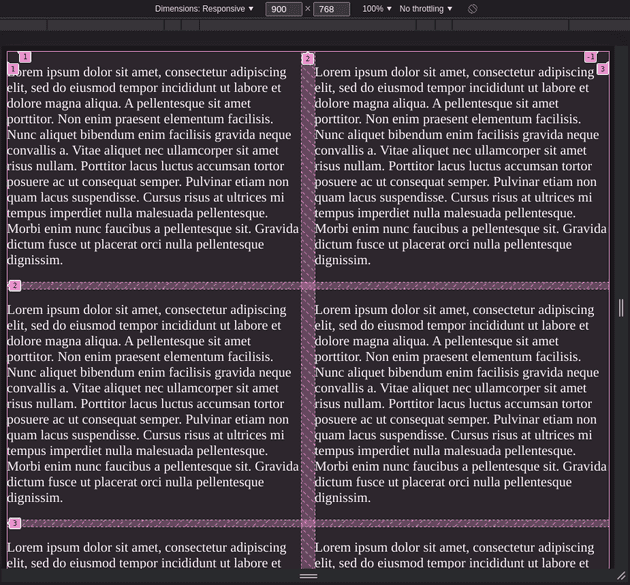 Dimensions: Responsive ▼ 900 768 100% ▼ No throttling ▼
1 2 -1
1 3
Lorem ipsum dolor sit amet, consectetur adipiscing
elit, sed do eiusmod tempor incididunt ut labore et
dolore magna aliqua. A pellentesque sit amet
porttitor. Non enim praesent elementum facilisis.
Nunc aliquet bibendum enim facilisis gravida neque
convallis a. Vitae aliquet nec ullamcorper sit amet
risus nullam. Porttitor lacus luctus accumsan tortor
posuere ac ut consequat semper. Pulvinar etiam non
quam lacus suspendisse. Cursus risus at ultrices mi
tempus imperdiet nulla malesuada pellentesque.
Morbi enim nunc faucibus a pellentesque sit. Gravida
dictum fusce ut placerat orci nulla pellentesque
dignissim.
Lorem ipsum dolor sit amet, consectetur adipiscing
elit, sed do eiusmod tempor incididunt ut labore et
dolore magna aliqua. A pellentesque sit amet
porttitor. Non enim praesent elementum facilisis.
Nunc aliquet bibendum enim facilisis gravida neque
convallis a. Vitae aliquet nec ullamcorper sit amet
risus nullam. Porttitor lacus luctus accumsan tortor
posuere ac ut consequat semper. Pulvinar etiam non
quam lacus suspendisse. Cursus risus at ultrices mi
tempus imperdiet nulla malesuada pellentesque.
Morbi enim nunc faucibus a pellentesque sit. Gravida
dictum fusce ut placerat orci nulla pellentesque
dignissim.
2
Lorem ipsum dolor sit amet, consectetur adipiscing
elit, sed do eiusmod tempor incididunt ut labore et
dolore magna aliqua. A pellentesque sit amet
porttitor. Non enim praesent elementum facilisis.
Nunc aliquet bibendum enim facilisis gravida neque
convallis a. Vitae aliquet nec ullamcorper sit amet
risus nullam. Porttitor lacus luctus accumsan tortor
posuere ac ut consequat semper. Pulvinar etiam non
quam lacus suspendisse. Cursus risus at ultrices mi
tempus imperdiet nulla malesuada pellentesque.
Morbi enim nunc faucibus a pellentesque sit. Gravida
dictum fusce ut placerat orci nulla pellentesque
dignissim.
Lorem ipsum dolor sit amet, consectetur adipiscing
elit, sed do eiusmod tempor incididunt ut labore et
dolore magna aliqua. A pellentesque sit amet
porttitor. Non enim praesent elementum facilisis.
Nunc aliquet bibendum enim facilisis gravida neque
convallis a. Vitae aliquet nec ullamcorper sit amet
risus nullam. Porttitor lacus luctus accumsan tortor
posuere ac ut consequat semper. Pulvinar etiam non
quam lacus suspendisse. Cursus risus at ultrices mi
tempus imperdiet nulla malesuada pellentesque.
Morbi enim nunc faucibus a pellentesque sit. Gravida
dictum fusce ut placerat orci nulla pellentesque
dignissim.
3
Lorem ipsum dolor sit amet, consectetur adipiscing
elit, sed do eiusmod tempor incididunt ut labore et
Lorem ipsum dolor sit amet, consectetur adipiscing
elit, sed do eiusmod tempor incididunt ut labore et